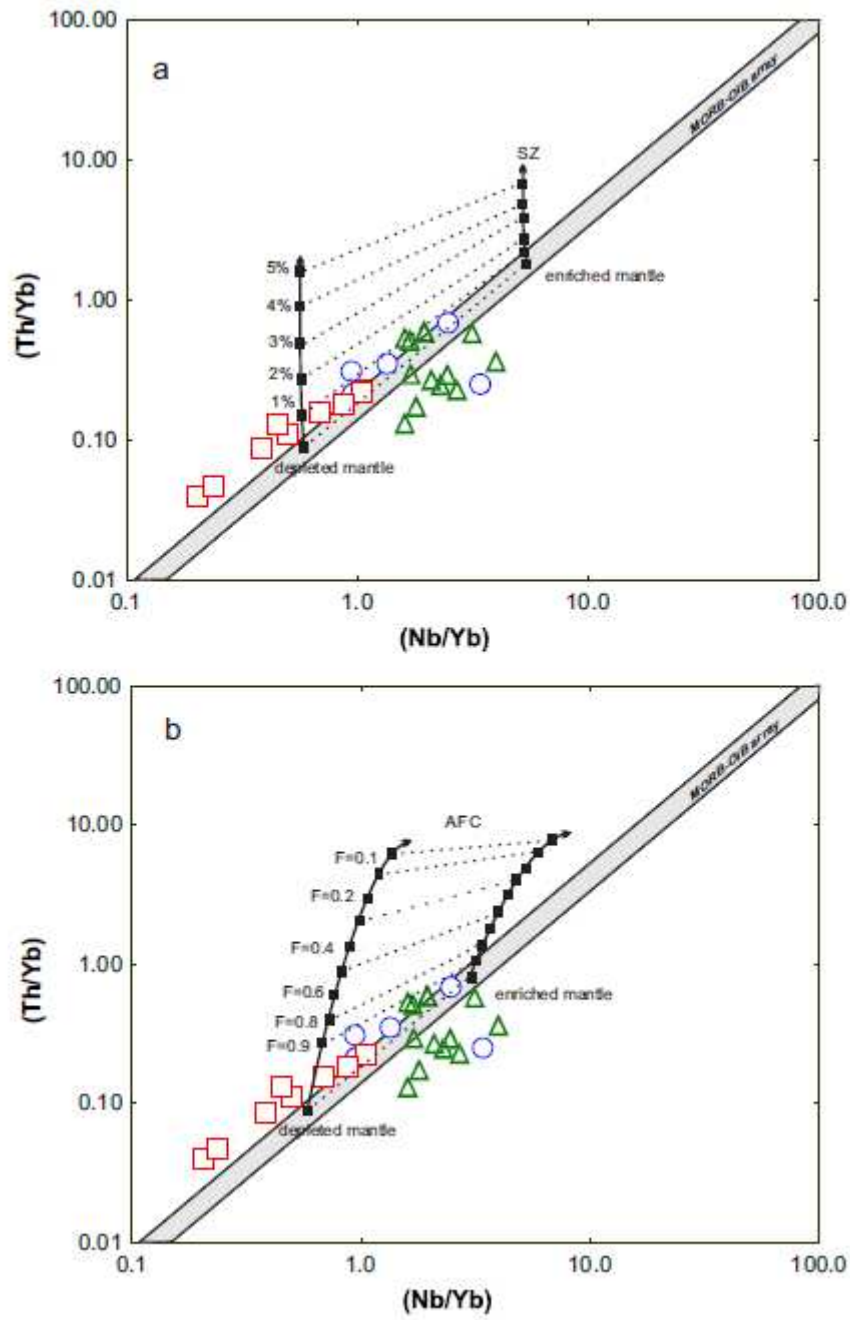 100.00
a
MORB-OIB array
10.00
SZ
5%
enriched mantle
4%
(Th/Yb)
1.00
3%
2%
1%
0.10
depleted mantle
0.01
0.1
1.0
10.0
100.0
(Nb/Yb)
100.00
b
MORB-OIB array
10.00
AFC
F=0.1
F=0.2
(Th/Yb)
F=0.4
1.00
F=0.6
enriched mantle
F=0.8
F=0.9
0.10
depleted mantle
0.01
0.1
1.0
10.0
100.0
(Nb/Yb)